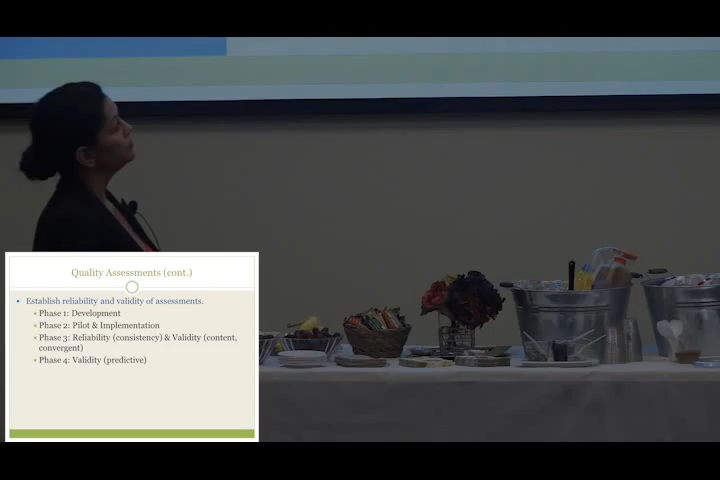 Quality Assessments (cont.)
• Establish reliability and validity of assessments.
Phase 1: Development
Phase 2: Pilot & Implementation
Phase 3: Reliability (consistency) & Validity (content,
convergent)
Phase 4: Validity (predictive)